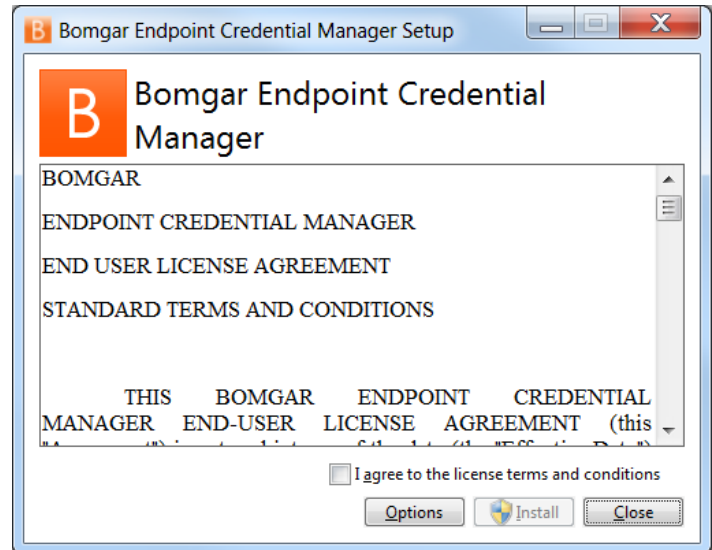 B Bomgar Endpoint Credential Manager Setup
B Bomgar Endpoint Credential
Manager
BOMGAR
ENDPOINT CREDENTIAL MANAGER
END USER LICENSE AGREEMENT
STANDARD TERMS AND CONDITIONS
THIS BOMGAR ENDPOINT CREDENTIAL
MANAGER END-USER LICENSE AGREEMENT (this
I agree to the license terms and conditions
Options Install Close